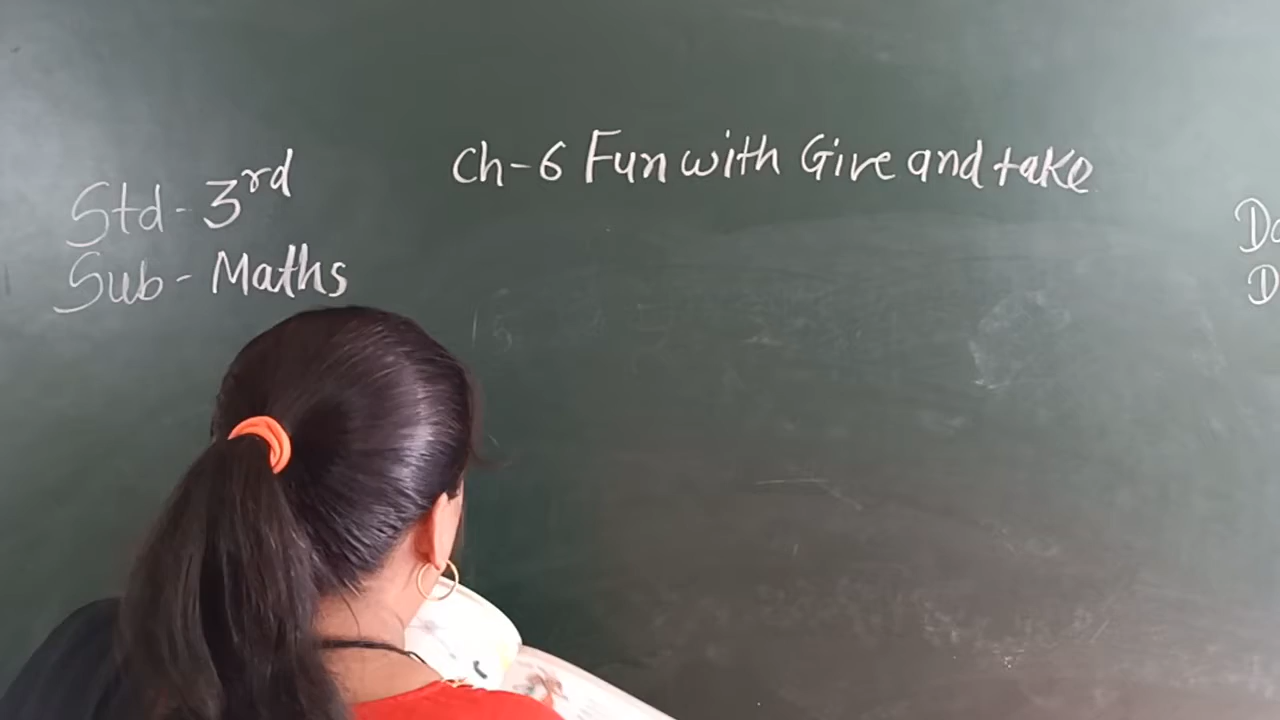 Ch-6 Fun with Give and take
Std- 3rd
Sub- Maths